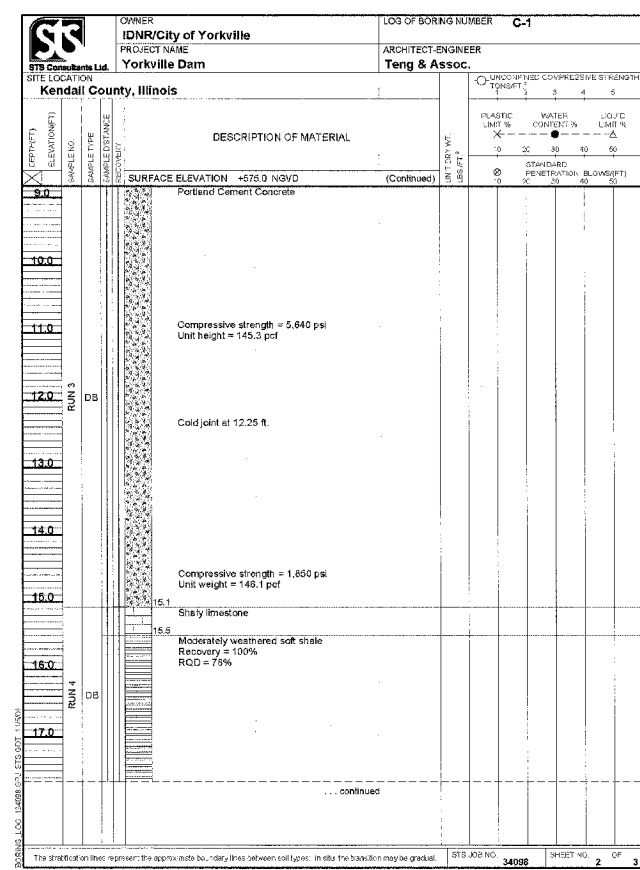 STS
STS Consultants Ltd.
OWNER
IDNR/City of Yorkville
LOG OF BORING NUMBER C-1
PROJECT NAME
Yorkville Dam
ARCHITECT-ENGINEER
Teng & Assoc.
SITE LOCATION
Kendall County, Illinois
UNCONFINED COMPRESSIVE STRENGTH
TONS/FT.²
1 2 3 4 5
DEPTH(FT)
ELEVATION(FT)
SAMPLE NO.
SAMPLE TYPE
SAMPLE DISTANCE
RECOVERY
DESCRIPTION OF MATERIAL
UNIT DRY WT.
LBS./FT.³
PLASTIC WATER LIQUID
LIMIT % CONTENT % LIMIT %
10 20 30 40 50
STANDARD
PENETRATION BLOWS/(FT)
10 20 30 40 50
SURFACE ELEVATION +575.0 NGVD (Continued)
9.0
Portland Cement Concrete
10.0
11.0
Compressive strength = 5,640 psi
Unit height = 145.3 pcf
RUN 3
DB
12.0
Cold joint at 12.25 ft.
13.0
14.0
Compressive strength = 1,850 psi
Unit weight = 146.1 pcf
15.0
15.1
Shaly limestone
15.5
Moderately weathered soft shale
Recovery = 100%
RQD = 78%
16.0
RUN 4
DB
17.0
. . . continued
The stratification lines represent the approximate boundary lines between soil types: in situ, the transition may be gradual.
STS JOB NO. 34098
SHEET NO. 2 OF 3